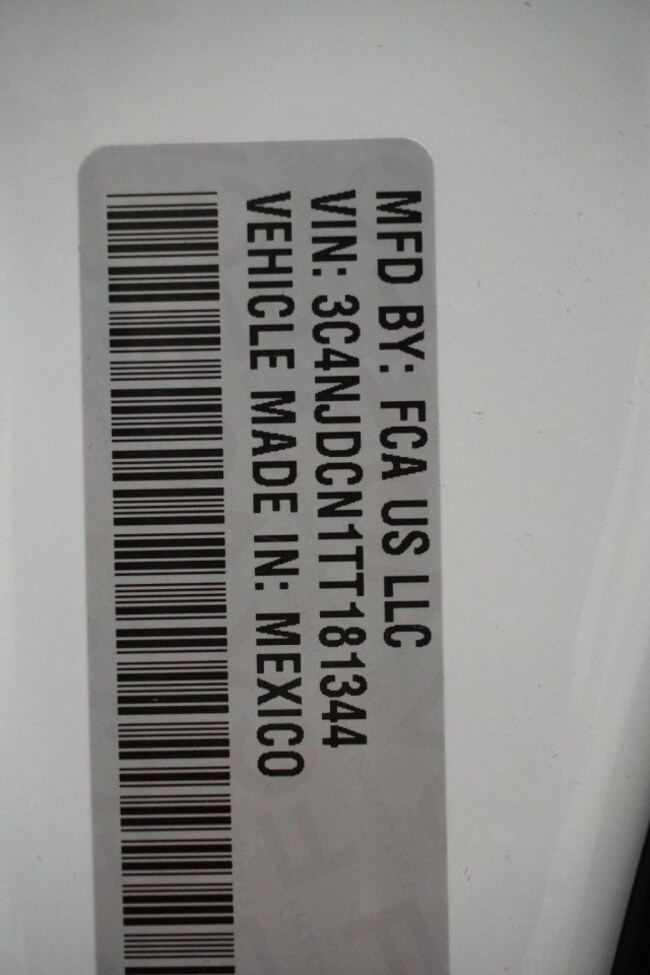 MFD BY: FCA US LLC
VIN: 3C4NJDCN1TT181344
VEHICLE MADE IN: MEXICO